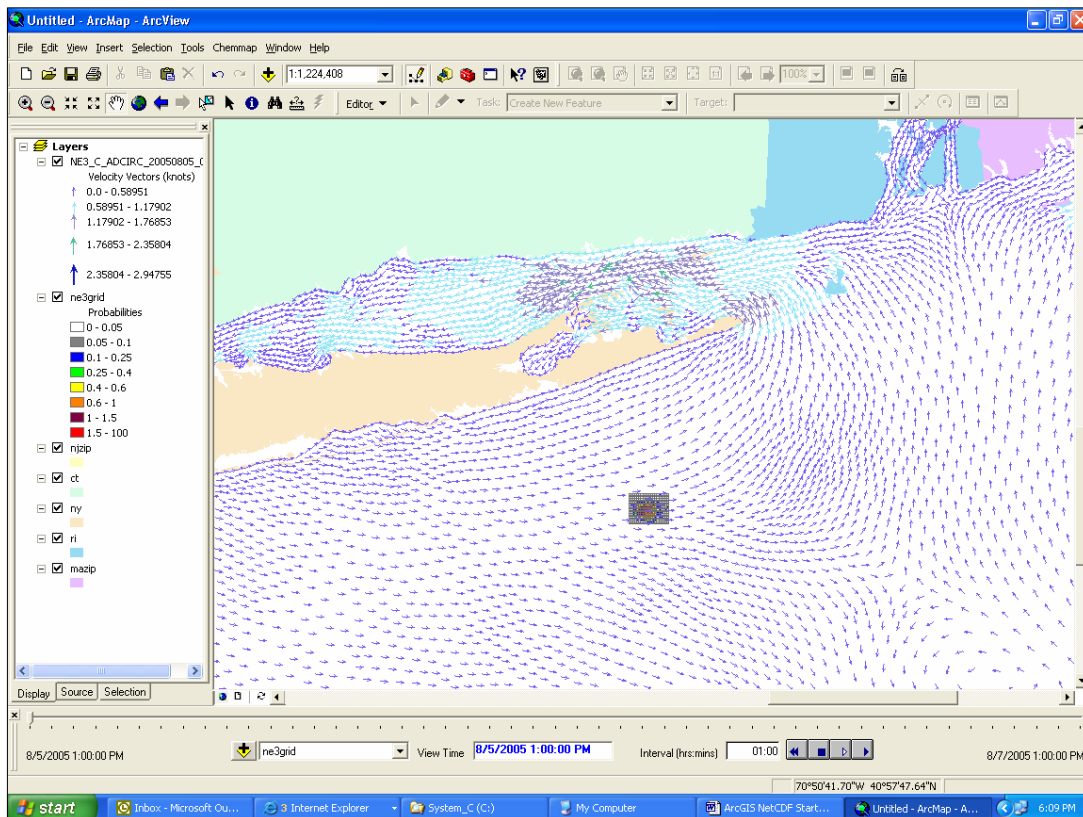 Untitled - ArcMap - ArcView
File Edit View Insert Selection Tools Chemmap Window Help
1:1,224,408
100%
Editor
Task: Create New Feature
Target:
Layers
NE3_C_ADCIRC_20050805_0
Velocity Vectors (knots)
0.0 - 0.58951
0.58951 - 1.17902
1.17902 - 1.76853
1.76853 - 2.35804
2.35804 - 2.94755
ne3grid
Probabilities
0 - 0.05
0.05 - 0.1
0.1 - 0.25
0.25 - 0.4
0.4 - 0.6
0.6 - 1
1 - 1.5
1.5 - 100
njzip
ct
ny
ri
mazip
Display Source Selection
8/5/2005 1:00:00 PM
ne3grid
View Time 8/5/2005 1:00:00 PM
Interval (hrs:mins) 01:00
8/7/2005 1:00:00 PM
70°50'41.70"W 40°57'47.64"N
start
Inbox - Microsoft Ou...
3 Internet Explorer
System_C (C:)
My Computer
ArcGIS NetCDF Start...
Untitled - ArcMap - A...
6:09 PM